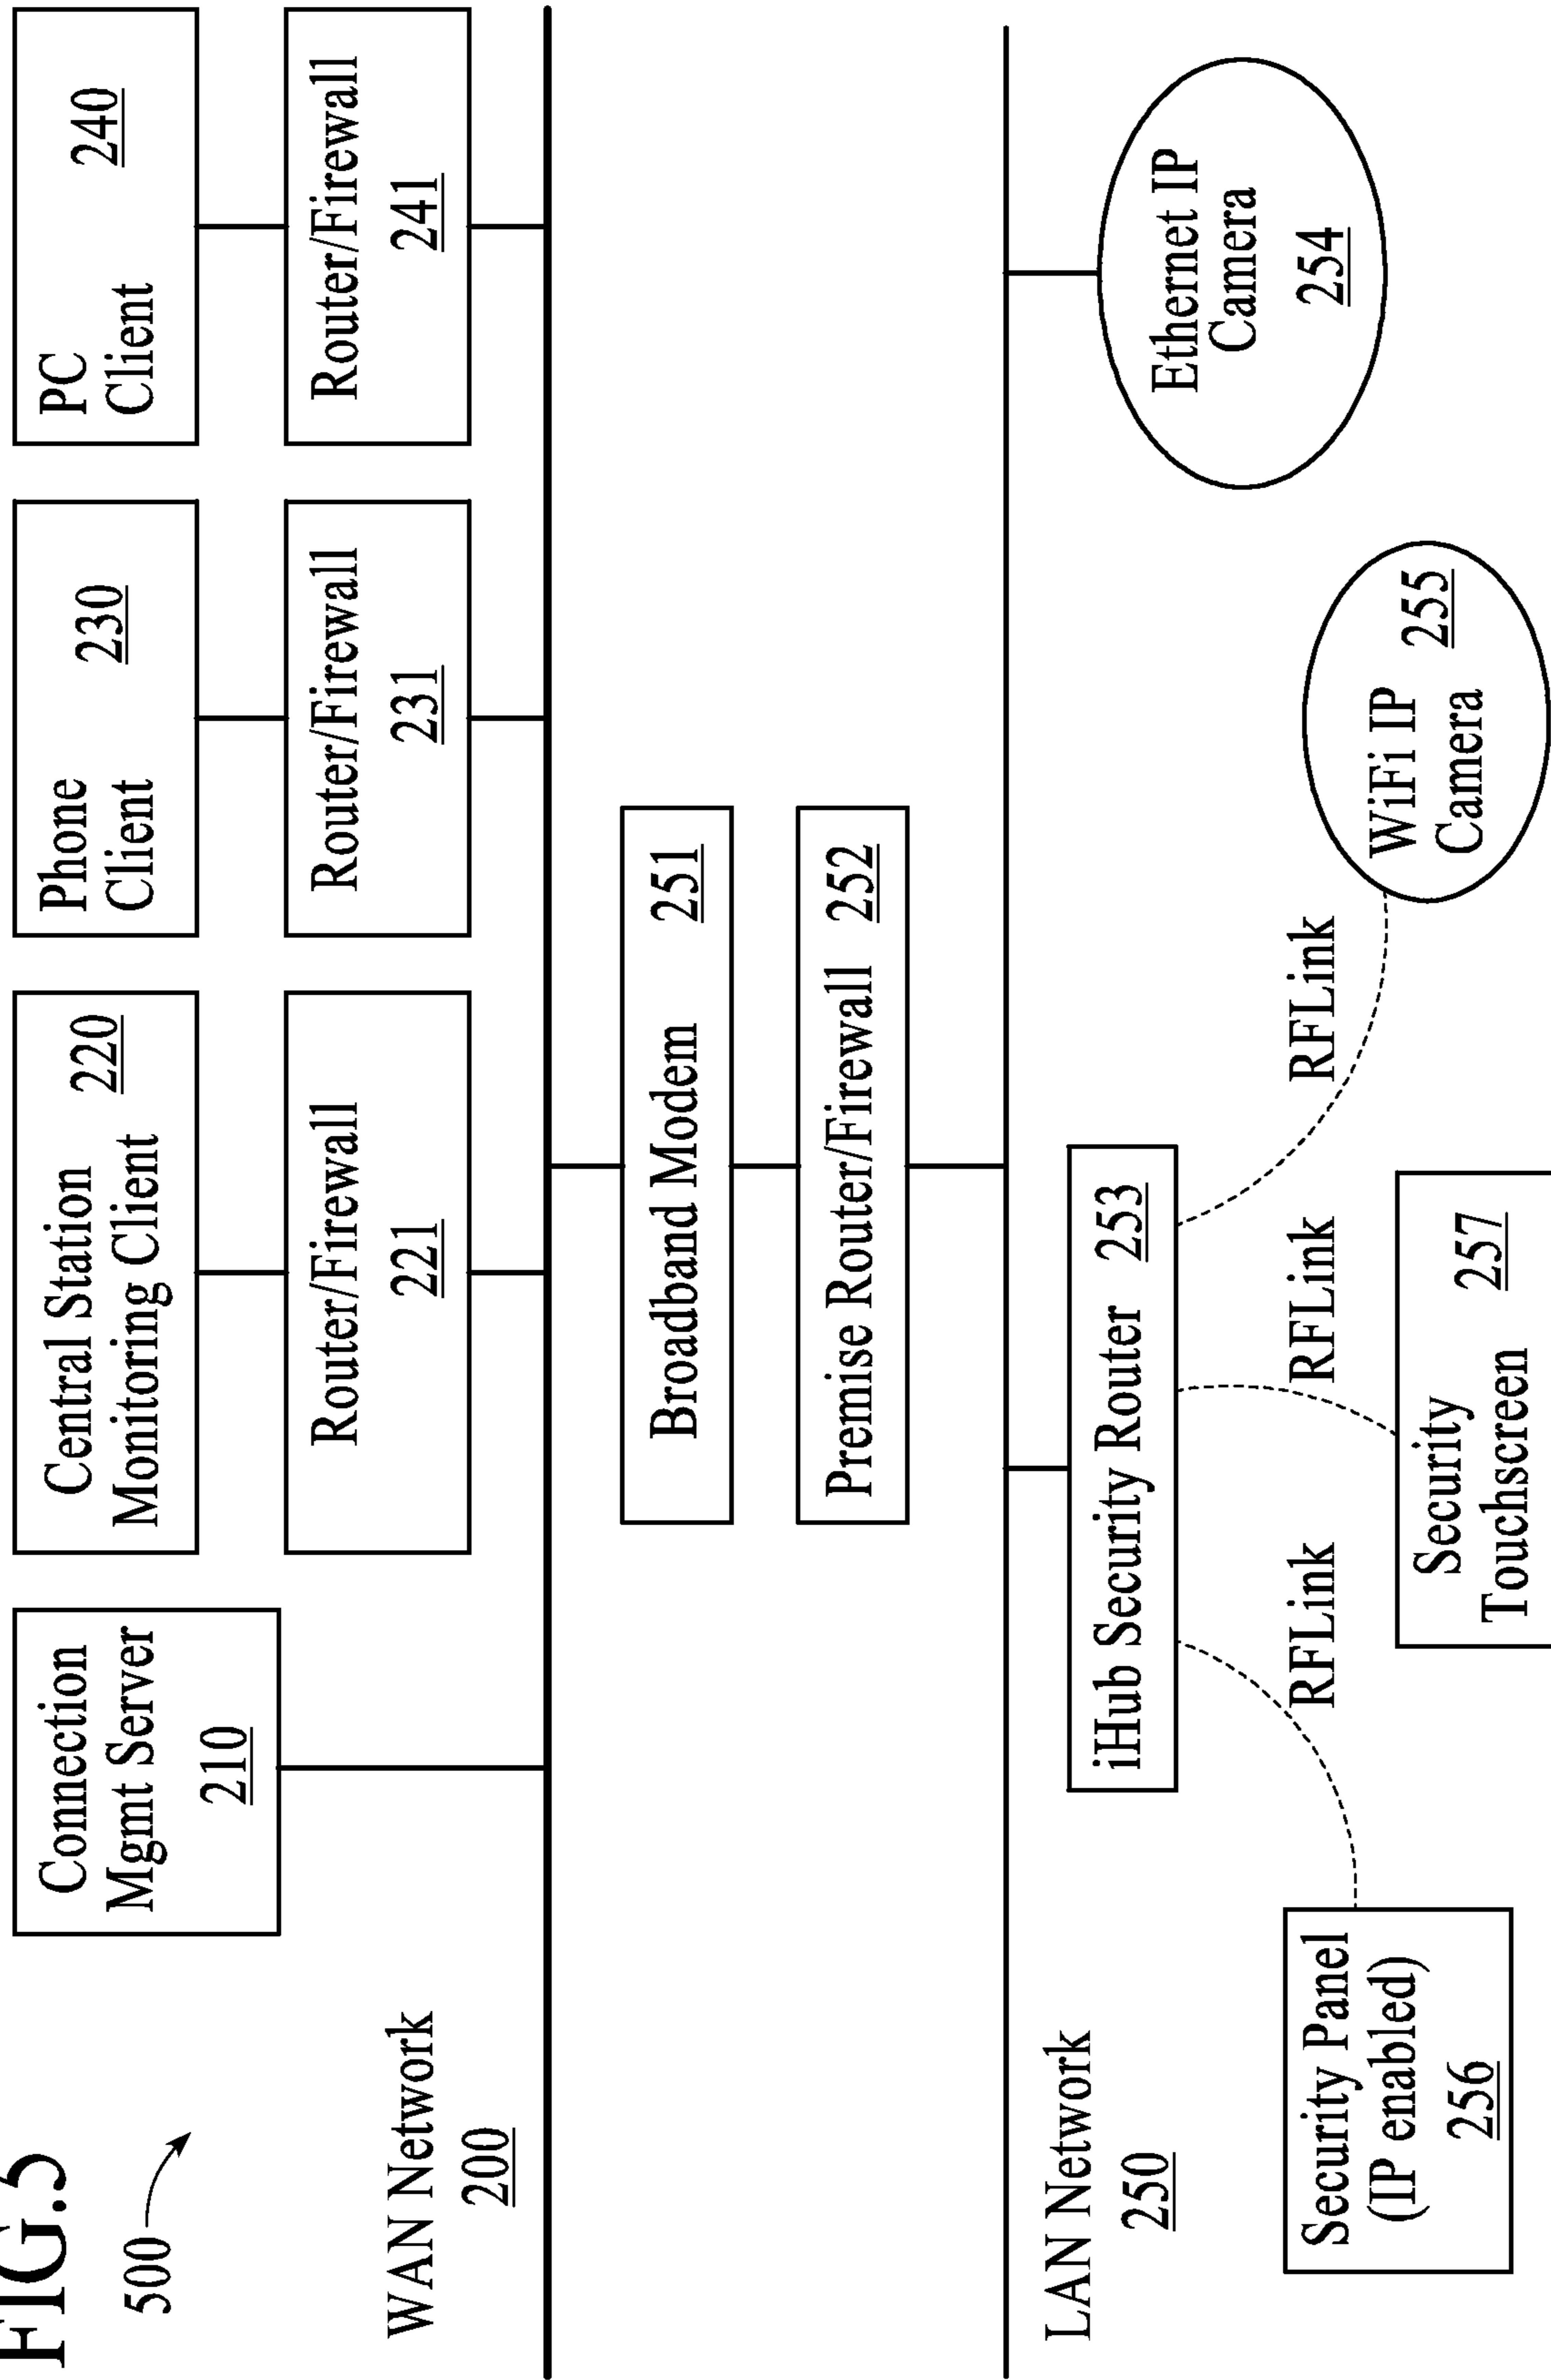 FIG.5
500
Connection
Mgmt Server
210
Central Station
Monitoring Client
220
Phone
Client
230
PC
Client
240
Router/Firewall
221
Router/Firewall
231
Router/Firewall
241
WAN Network
200
Broadband Modem 251
Premise Router/Firewall 252
LAN Network
250
iHub Security Router 253
Ethernet IP
Camera
254
RFLink
RFLink
RFLink
WiFi IP
Camera
255
Security Panel
(IP enabled)
256
Security
Touchscreen
257